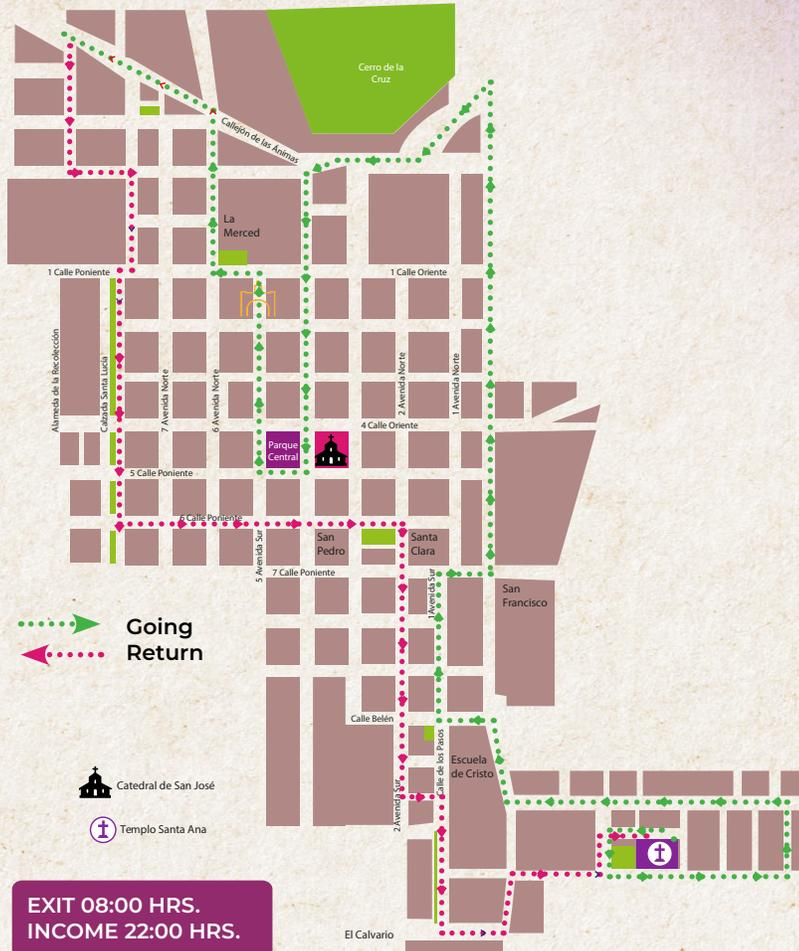 Cerro de la
Cruz
Callejón de las Ánimas
La
Merced
1 Calle Poniente
1 Calle Oriente
Alameda de la Recolección
Calzada Santa Lucía
7 Avenida Norte
6 Avenida Norte
2 Avenida Norte
1 Avenida Norte
4 Calle Oriente
Parque
Central
5 Calle Poniente
6 Calle Poniente
5 Avenida Sur
San
Pedro
Santa
Clara
7 Calle Poniente
1 Avenida Sur
San
Francisco
Going
Return
Calle Belén
Calle de los Pasos
Escuela
de Cristo
2 Avenida Sur
Catedral de San José
Templo Santa Ana
EXIT 08:00 HRS.
INCOME 22:00 HRS.
El Calvario